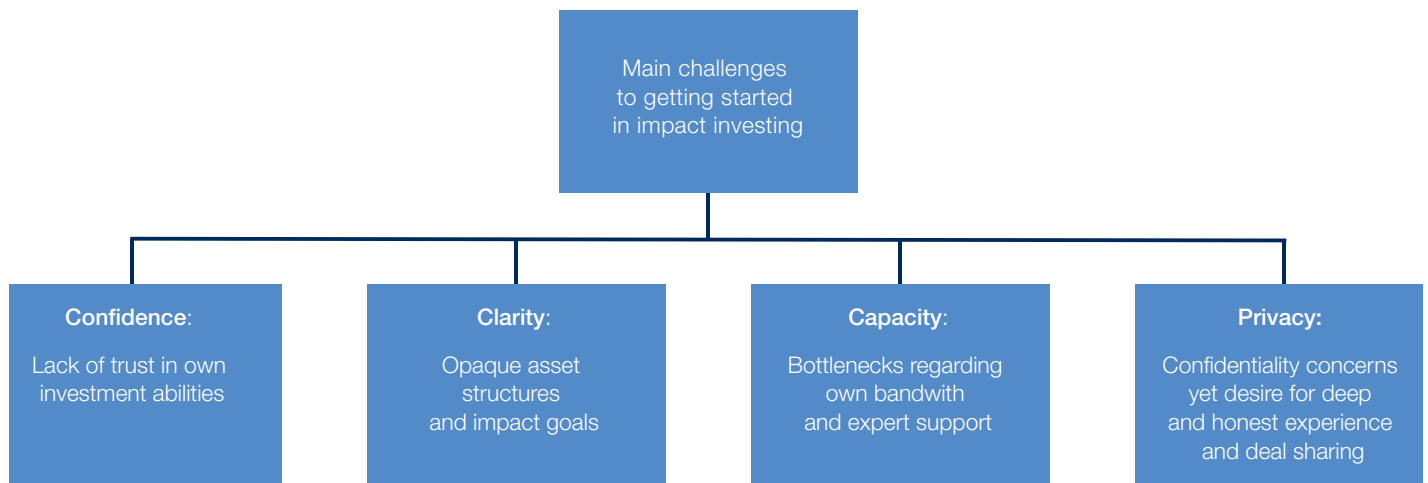 Main challenges
to getting started
in impact investing
Confidence:
Lack of trust in own
investment abilities
Clarity:
Opaque asset
structures
and impact goals
Capacity:
Bottlenecks regarding
own bandwith
and expert support
Privacy:
Confidentiality concerns
yet desire for deep
and honest experience
and deal sharing